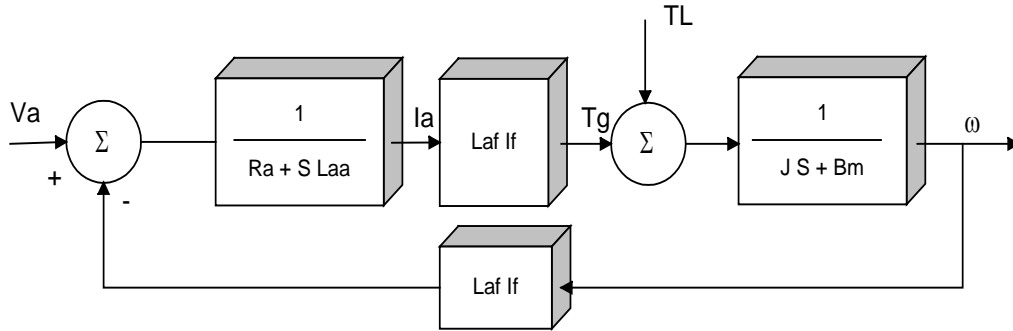 TL
Va
Σ
+
-
1
Ra + S Laa
Ia
Laf If
Tg
Σ
1
J S + Bm
ω
Laf If